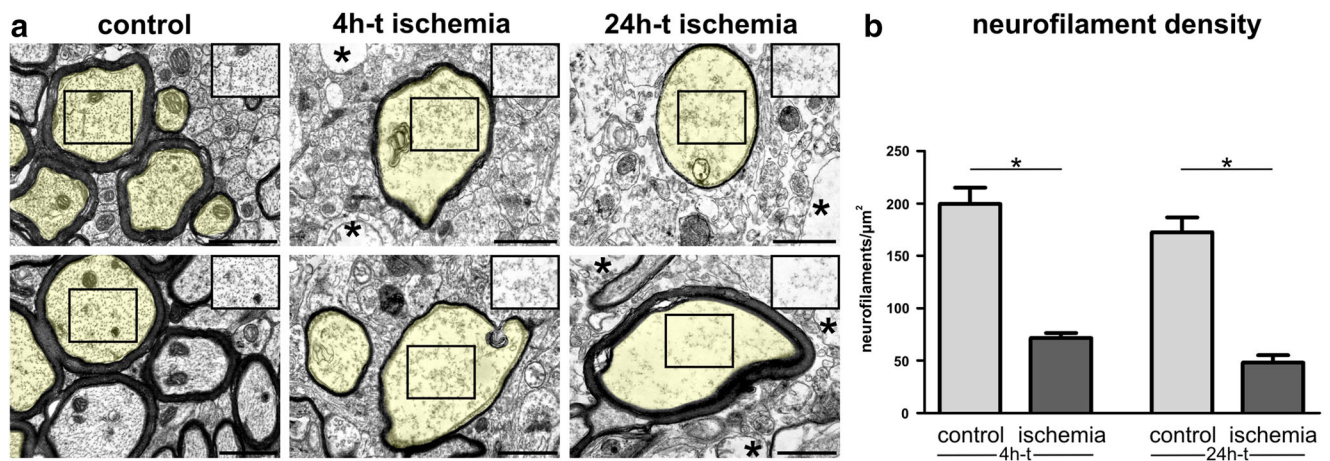 a
control
4h-t ischemia
24h-t ischemia
*
*
*
*
*
*
b
neurofilament density
neurofilaments/µm²
250
200
150
100
50
0
*
*
control ischemia
4h-t
control ischemia
24h-t